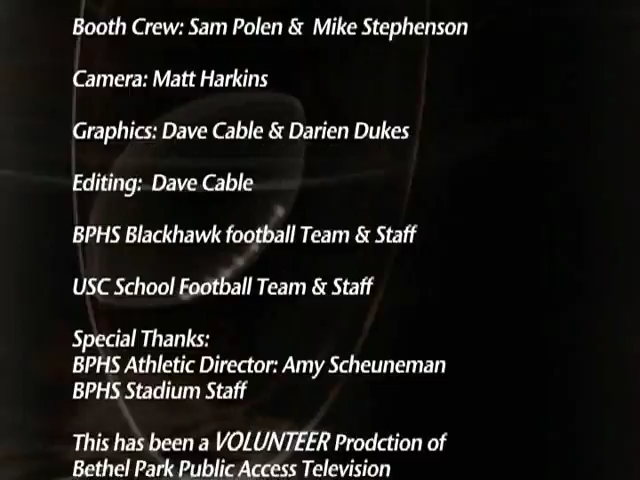 Booth Crew: Sam Polen & Mike Stephenson
Camera: Matt Harkins
Graphics: Dave Cable & Darien Dukes
Editing: Dave Cable
BPHS Blackhawk football Team & Staff
USC School Football Team & Staff
Special Thanks:
BPHS Athletic Director: Amy Scheuneman
BPHS Stadium Staff
This has been a VOLUNTEER Prodction of
Bethel Park Public Access Television